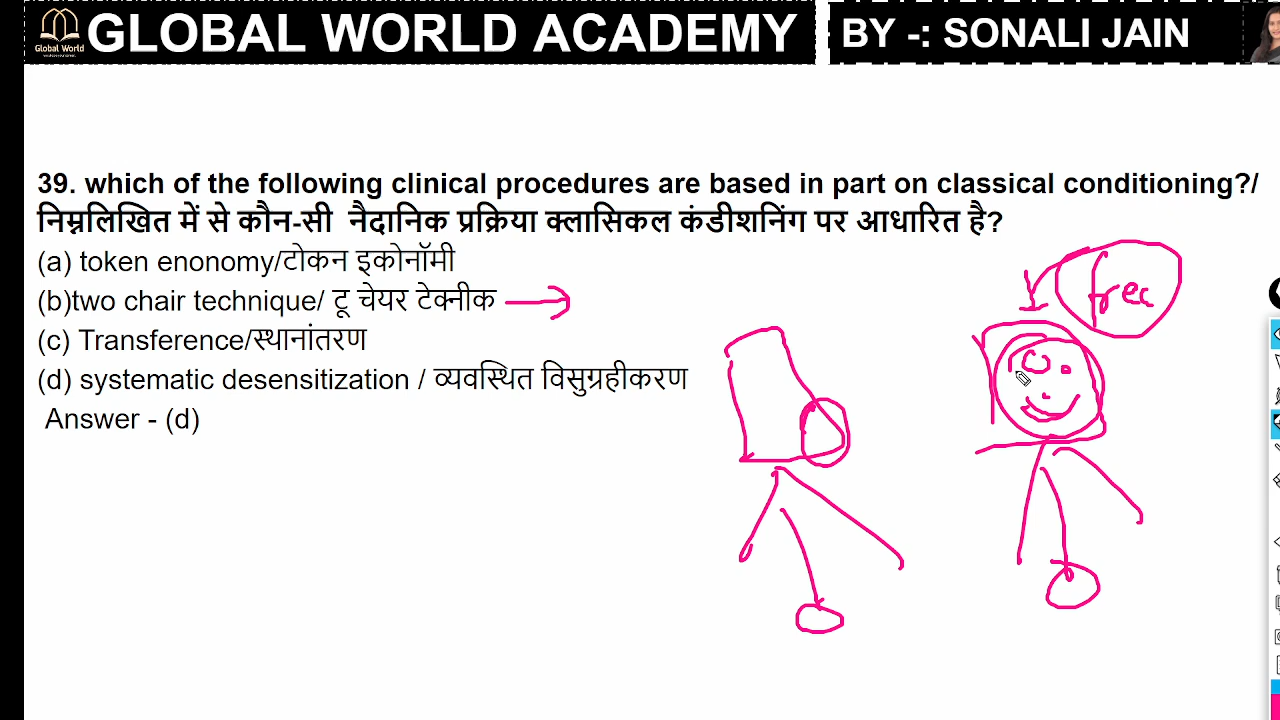 GLOBAL WORLD ACADEMY
BY -: SONALI JAIN
Global World
39. which of the following clinical procedures are based in part on classical conditioning?/
निम्नलिखित में से कौन-सी नैदानिक प्रक्रिया क्लासिकल कंडीशनिंग पर आधारित है?
(a) token enonomy/टोकन इकोनॉमी
(b)two chair technique/ टू चेयर टेक्नीक
(c) Transference/स्थानांतरण
(d) systematic desensitization / व्यवस्थित विसुग्रहीकरण
Answer - (d)